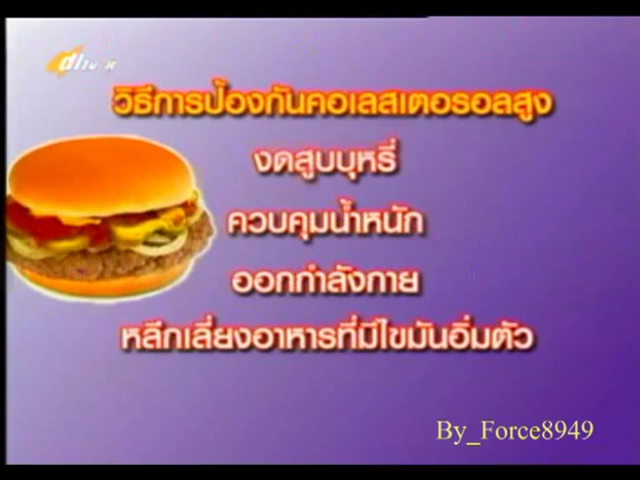 วิธีการป้องกันคอเลสเตอรอลสูง
งดสูบบุหรี่
ควบคุมน้ำหนัก
ออกกำลังกาย
หลีกเลี่ยงอาหารที่มีไขมันอิ่มตัว
By_Force8949